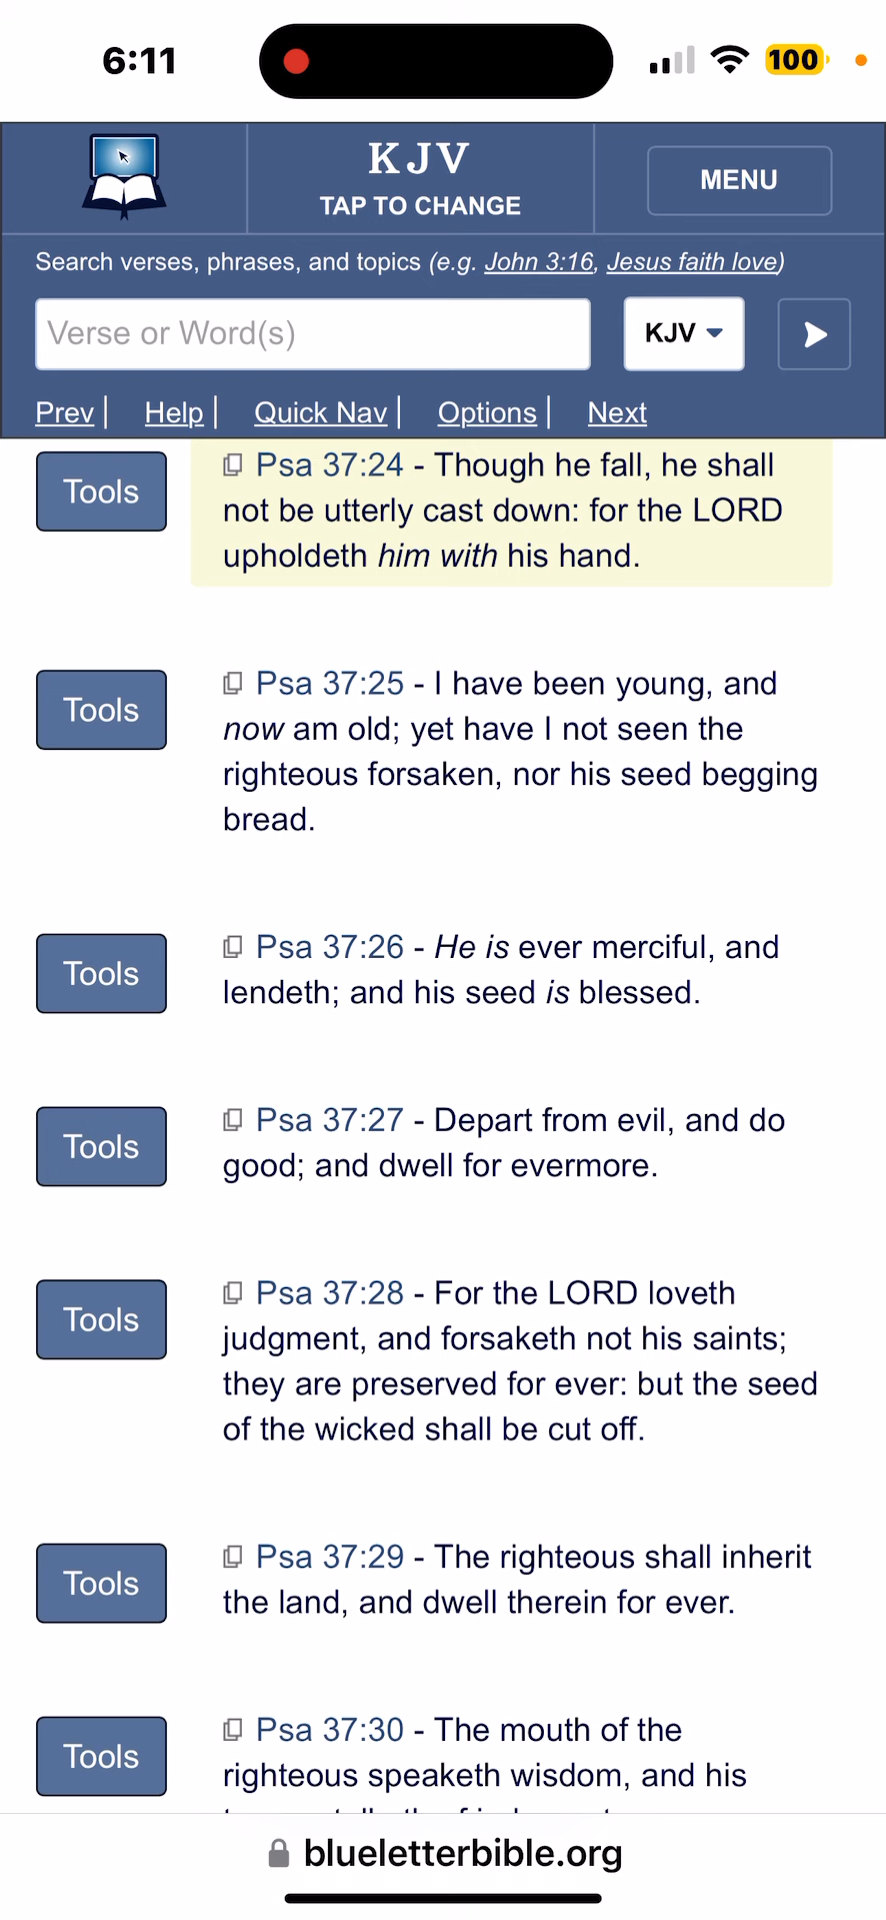 6:11
100
KJV
TAP TO CHANGE
MENU
Search verses, phrases, and topics (e.g. John 3:16, Jesus faith love)
Verse or Word(s)
KJV
Prev | Help | Quick Nav | Options | Next
Tools
Psa 37:24 - Though he fall, he shall
not be utterly cast down: for the LORD
upholdeth him with his hand.
Tools
Psa 37:25 - I have been young, and
now am old; yet have I not seen the
righteous forsaken, nor his seed begging
bread.
Tools
Psa 37:26 - He is ever merciful, and
lendeth; and his seed is blessed.
Tools
Psa 37:27 - Depart from evil, and do
good; and dwell for evermore.
Tools
Psa 37:28 - For the LORD loveth
judgment, and forsaketh not his saints;
they are preserved for ever: but the seed
of the wicked shall be cut off.
Tools
Psa 37:29 - The righteous shall inherit
the land, and dwell therein for ever.
Tools
Psa 37:30 - The mouth of the
righteous speaketh wisdom, and his
blueletterbible.org